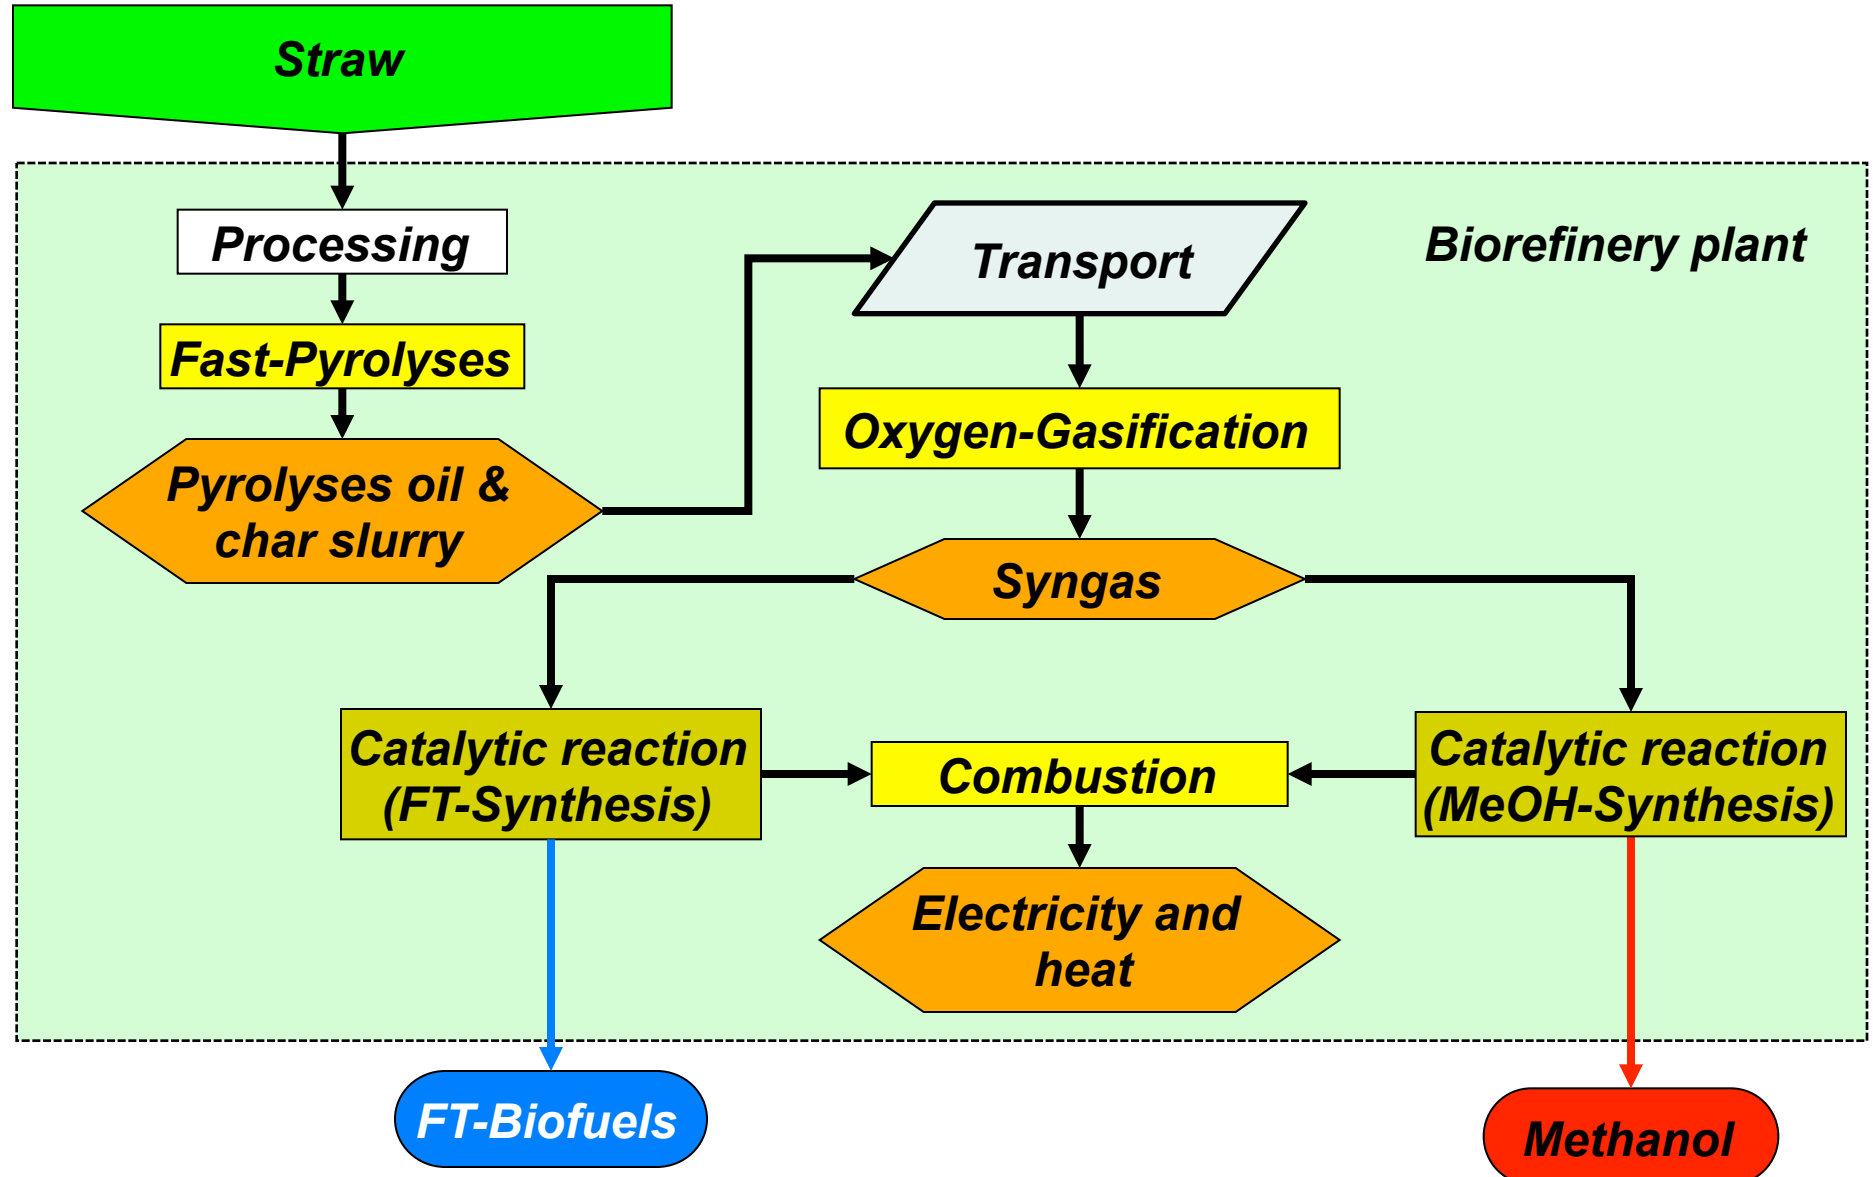 Straw
Processing
Fast-Pyrolyses
Pyrolyses oil &
char slurry
Transport
Biorefinery plant
Oxygen-Gasification
Syngas
Catalytic reaction
(FT-Synthesis)
Combustion
Catalytic reaction
(MeOH-Synthesis)
Electricity and
heat
FT-Biofuels
Methanol